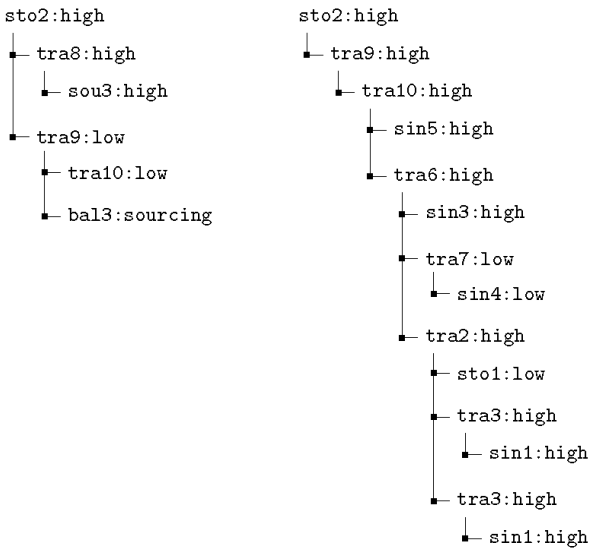 sto2:high
tra8:high
sou3:high
tra9:low
tra10:low
bal3:sourcing
sto2:high
tra9:high
tra10:high
sin5:high
tra6:high
sin3:high
tra7:low
sin4:low
tra2:high
sto1:low
tra3:high
sin1:high
tra3:high
sin1:high